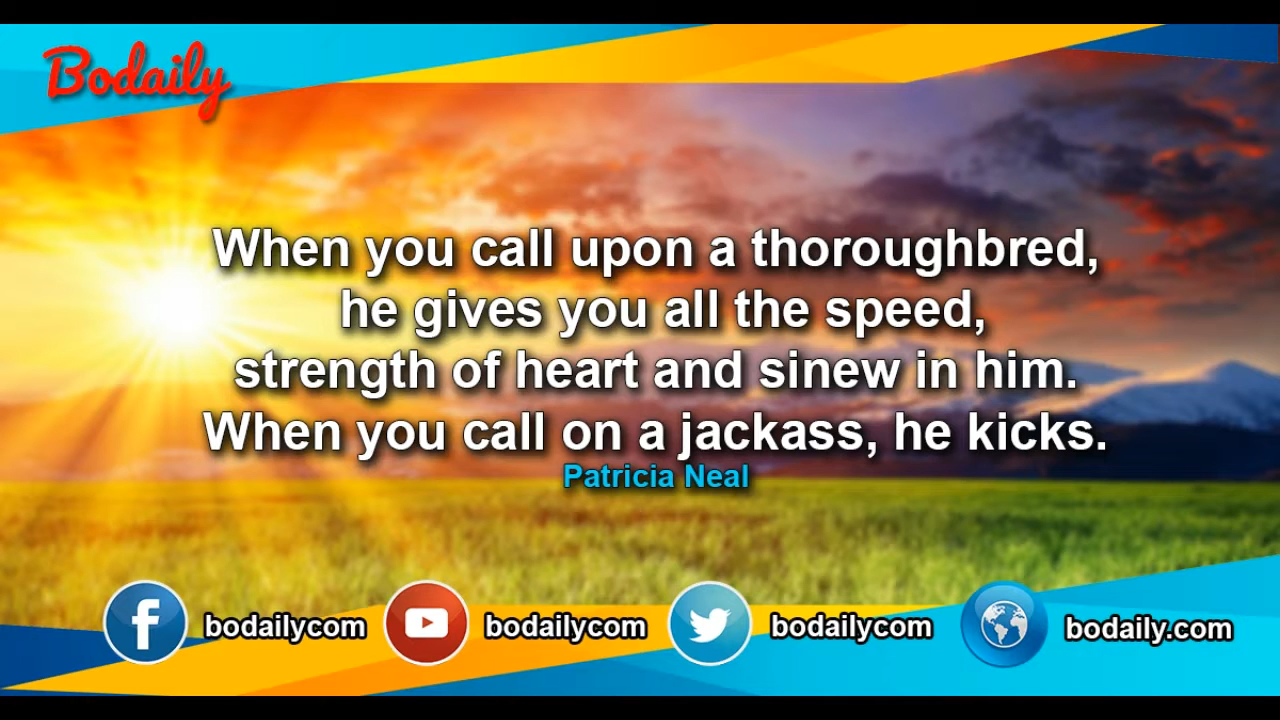 Bodaily
When you call upon a thoroughbred,
he gives you all the speed,
strength of heart and sinew in him.
When you call on a jackass, he kicks.
Patricia Neal
bodailycom
bodailycom
bodailycom
bodaily.com